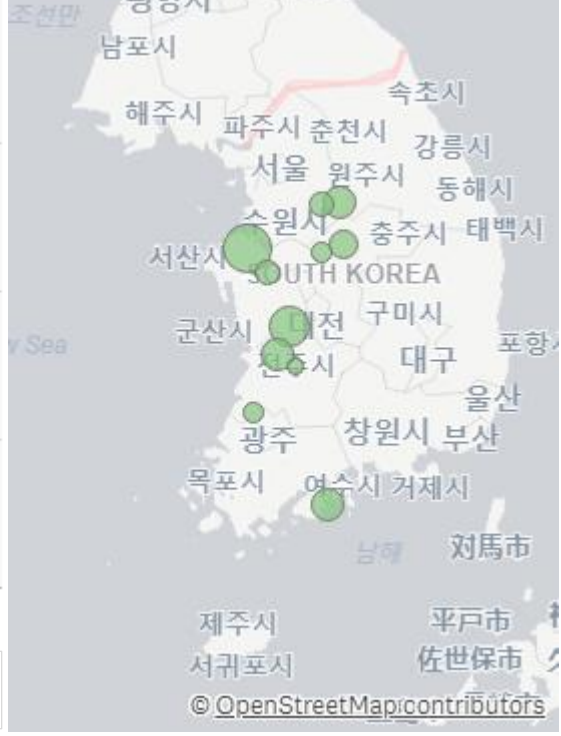 조선만
남포시
해주시
속초시
파주시 춘천시
강릉시
서울
원주시
동해시
수원시
충주시
태백시
서산시
SOUTH KOREA
군산시
대전
구미시
w Sea
대구
전주시
울산
광주
창원시
부산
목포시
여수시
거제시
남해
対馬市
제주시
平戸市
서귀포시
佐世保市
© OpenStreetMap contributors